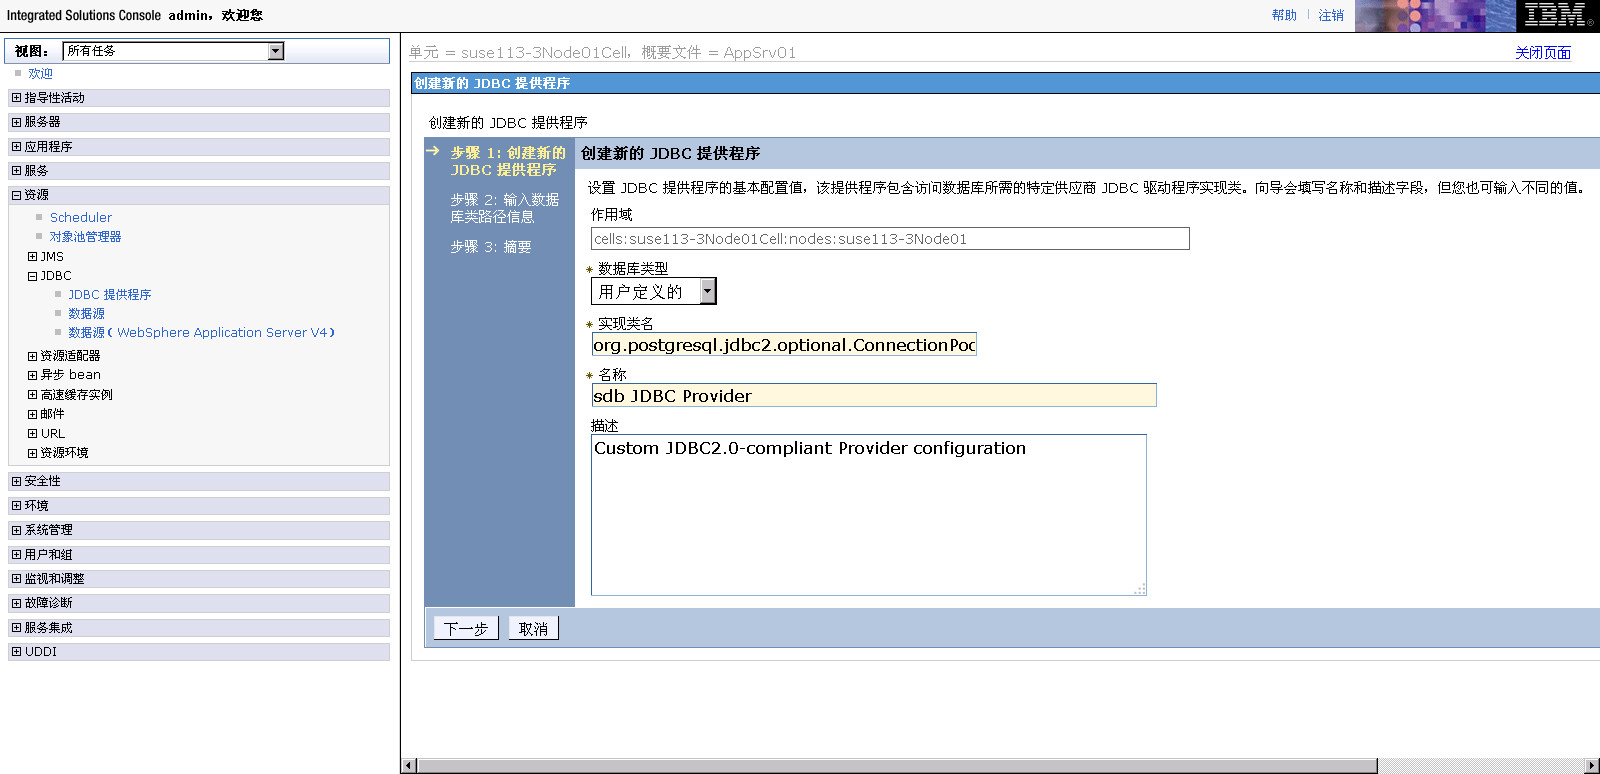 Integrated Solutions Console admin，欢迎您
帮助
注销
IBM
视图：
所有任务
欢迎
指导性活动
服务器
应用程序
服务
资源
Scheduler
对象池管理器
JMS
JDBC
JDBC 提供程序
数据源
数据源（WebSphere Application Server V4）
资源适配器
异步 bean
高速缓存实例
邮件
URL
资源环境
安全性
环境
系统管理
用户和组
监视和调整
故障诊断
服务集成
UDDI
单元 = suse113-3Node01Cell，概要文件 = AppSrv01
关闭页面
创建新的 JDBC 提供程序
创建新的 JDBC 提供程序
步骤 1: 创建新的
JDBC 提供程序
步骤 2: 输入数据
库类路径信息
步骤 3: 摘要
创建新的 JDBC 提供程序
设置 JDBC 提供程序的基本配置值，该提供程序包含访问数据库所需的特定供应商 JDBC 驱动程序实现类。向导会填写名称和描述字段，但您也可输入不同的值。
作用域
cells:suse113-3Node01Cell:nodes:suse113-3Node01
* 数据库类型
用户定义的
* 实现类名
org.postgresql.jdbc2.optional.ConnectionPoc
* 名称
sdb JDBC Provider
描述
Custom JDBC2.0-compliant Provider configuration
下一步
取消